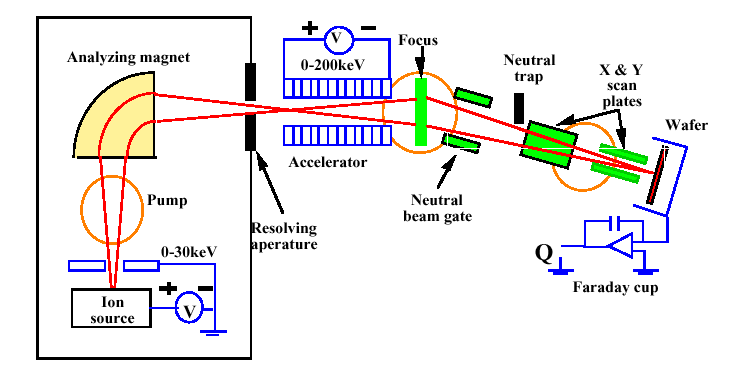 Analyzing magnet
+
V
−
0-200keV
Focus
Neutral
trap
X & Y
scan
plates
Wafer
Accelerator
Pump
Resolving
aperature
Neutral
beam gate
0-30keV
+
−
V
Ion
source
Q
Faraday cup